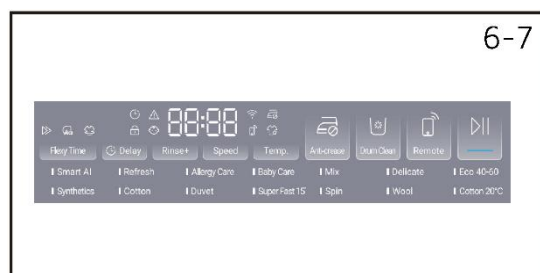 6-7
88:88
Flexy Time Delay Rinse+ Speed Temp. Anti-crease Drum Clean Remote
Smart AI Refresh Allergy Care Baby Care Mix Delicate Eco 40-60
Synthetics Cotton Duvet Super Fast 15' Spin Wool Cotton 20°C